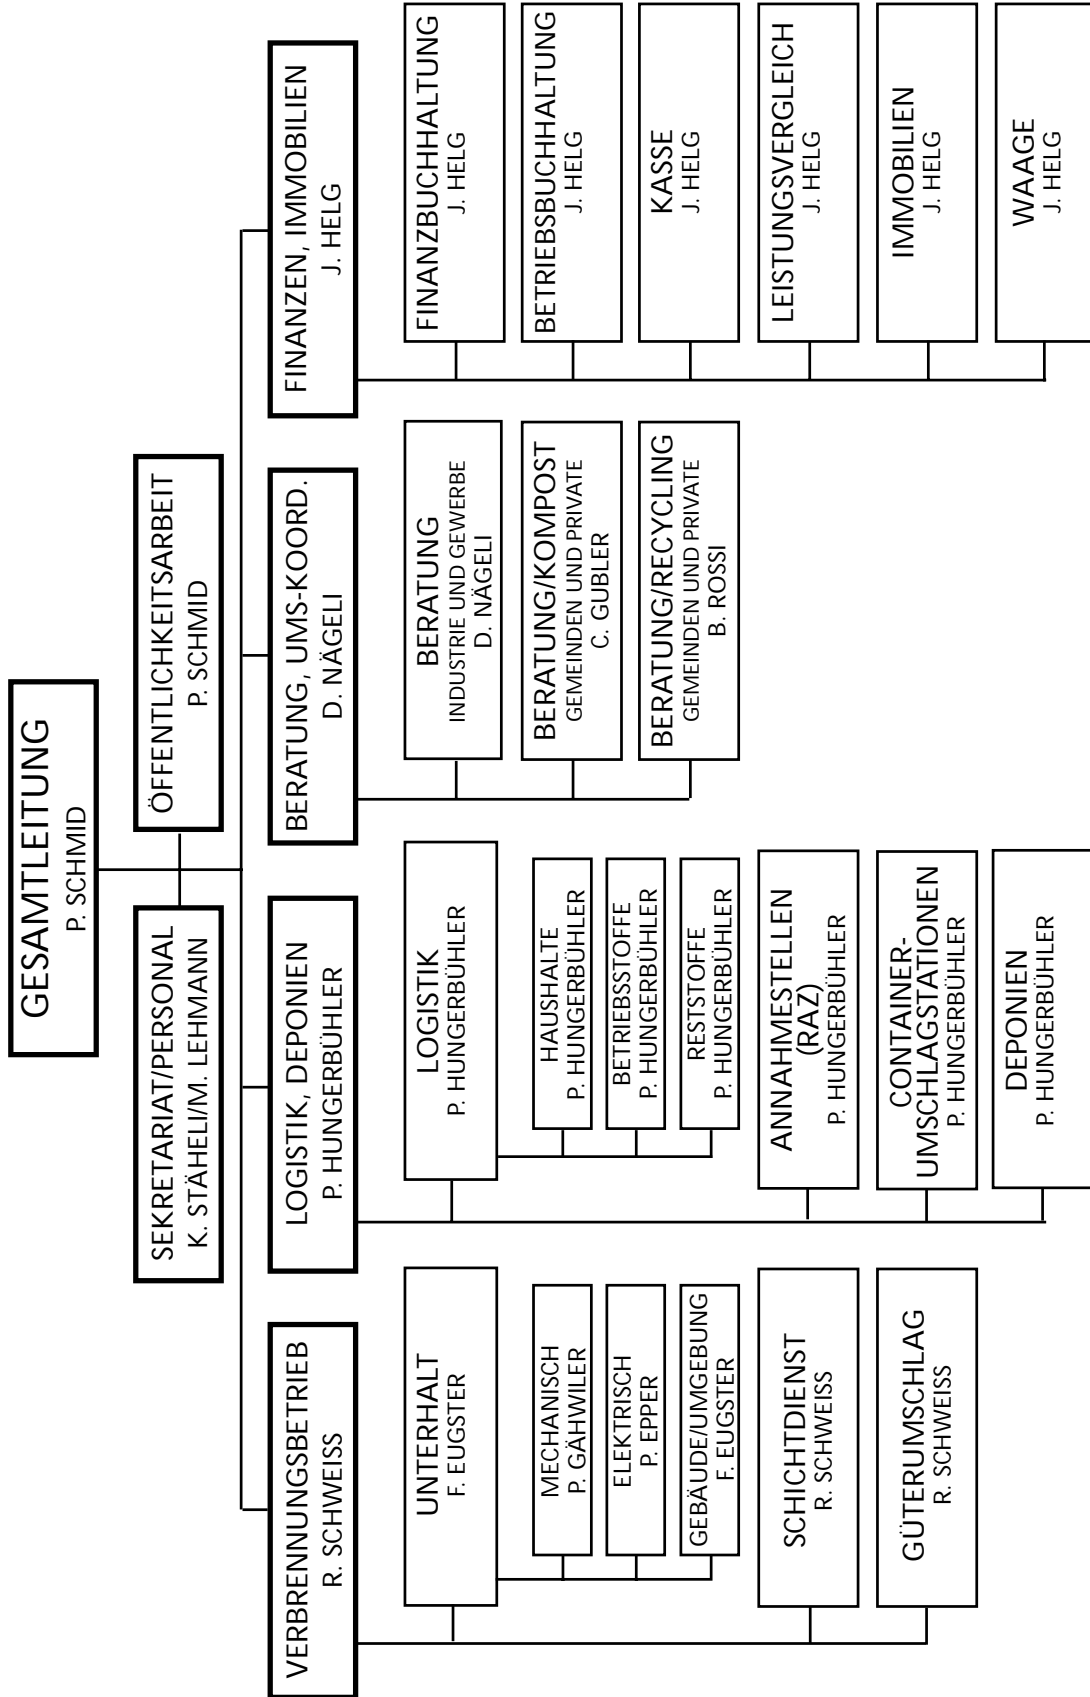 GESAMTLEITUNG
P. SCHMID
SEKRETARIAT/PERSONAL
K. STÄHELI/M. LEHMANN
ÖFFENTLICHKEITSARBEIT
P. SCHMID
VERBRENNUNGSBETRIEB
R. SCHWEISS
LOGISTIK, DEPONIEN
P. HUNGERBÜHLER
BERATUNG, UMS-KOORD.
D. NÄGELI
FINANZEN, IMMOBILIEN
J. HELG
UNTERHALT
F. EUGSTER
MECHANISCH
P. GÄHWILER
ELEKTRISCH
P. EPPER
GEBÄUDE/UMGEBUNG
F. EUGSTER
SCHICHTDIENST
R. SCHWEISS
GÜTERUMSCHLAG
R. SCHWEISS
LOGISTIK
P. HUNGERBÜHLER
HAUSHALTE
P. HUNGERBÜHLER
BETRIEBSSTOFFE
P. HUNGERBÜHLER
RESTSTOFFE
P. HUNGERBÜHLER
ANNAHMESTELLEN
(RAZ)
P. HUNGERBÜHLER
CONTAINER-
UMSCHLAGSTATIONEN
P. HUNGERBÜHLER
DEPONIEN
P. HUNGERBÜHLER
BERATUNG
INDUSTRIE UND GEWERBE
D. NÄGELI
BERATUNG/KOMPOST
GEMEINDEN UND PRIVATE
C. GUBLER
BERATUNG/RECYCLING
GEMEINDEN UND PRIVATE
B. ROSSI
FINANZBUCHHALTUNG
J. HELG
BETRIEBSBUCHHALTUNG
J. HELG
KASSE
J. HELG
LEISTUNGSVERGLEICH
J. HELG
IMMOBILIEN
J. HELG
WAAGE
J. HELG